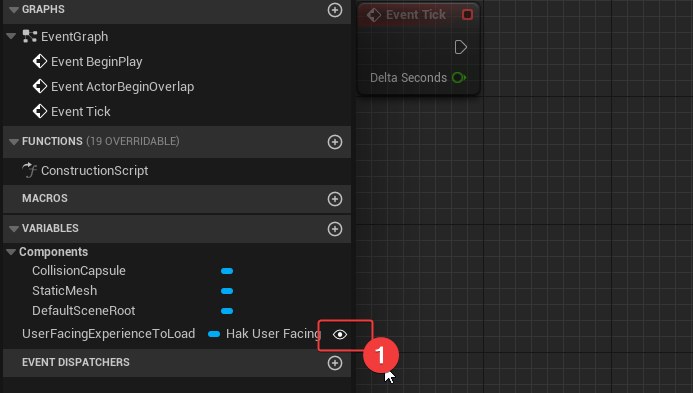 GRAPHS
EventGraph
Event BeginPlay
Event ActorBeginOverlap
Event Tick
FUNCTIONS (19 OVERRIDABLE)
ConstructionScript
MACROS
VARIABLES
Components
CollisionCapsule
StaticMesh
DefaultSceneRoot
UserFacingExperienceToLoad Hak User Facing
EVENT DISPATCHERS
Event Tick
Delta Seconds
1